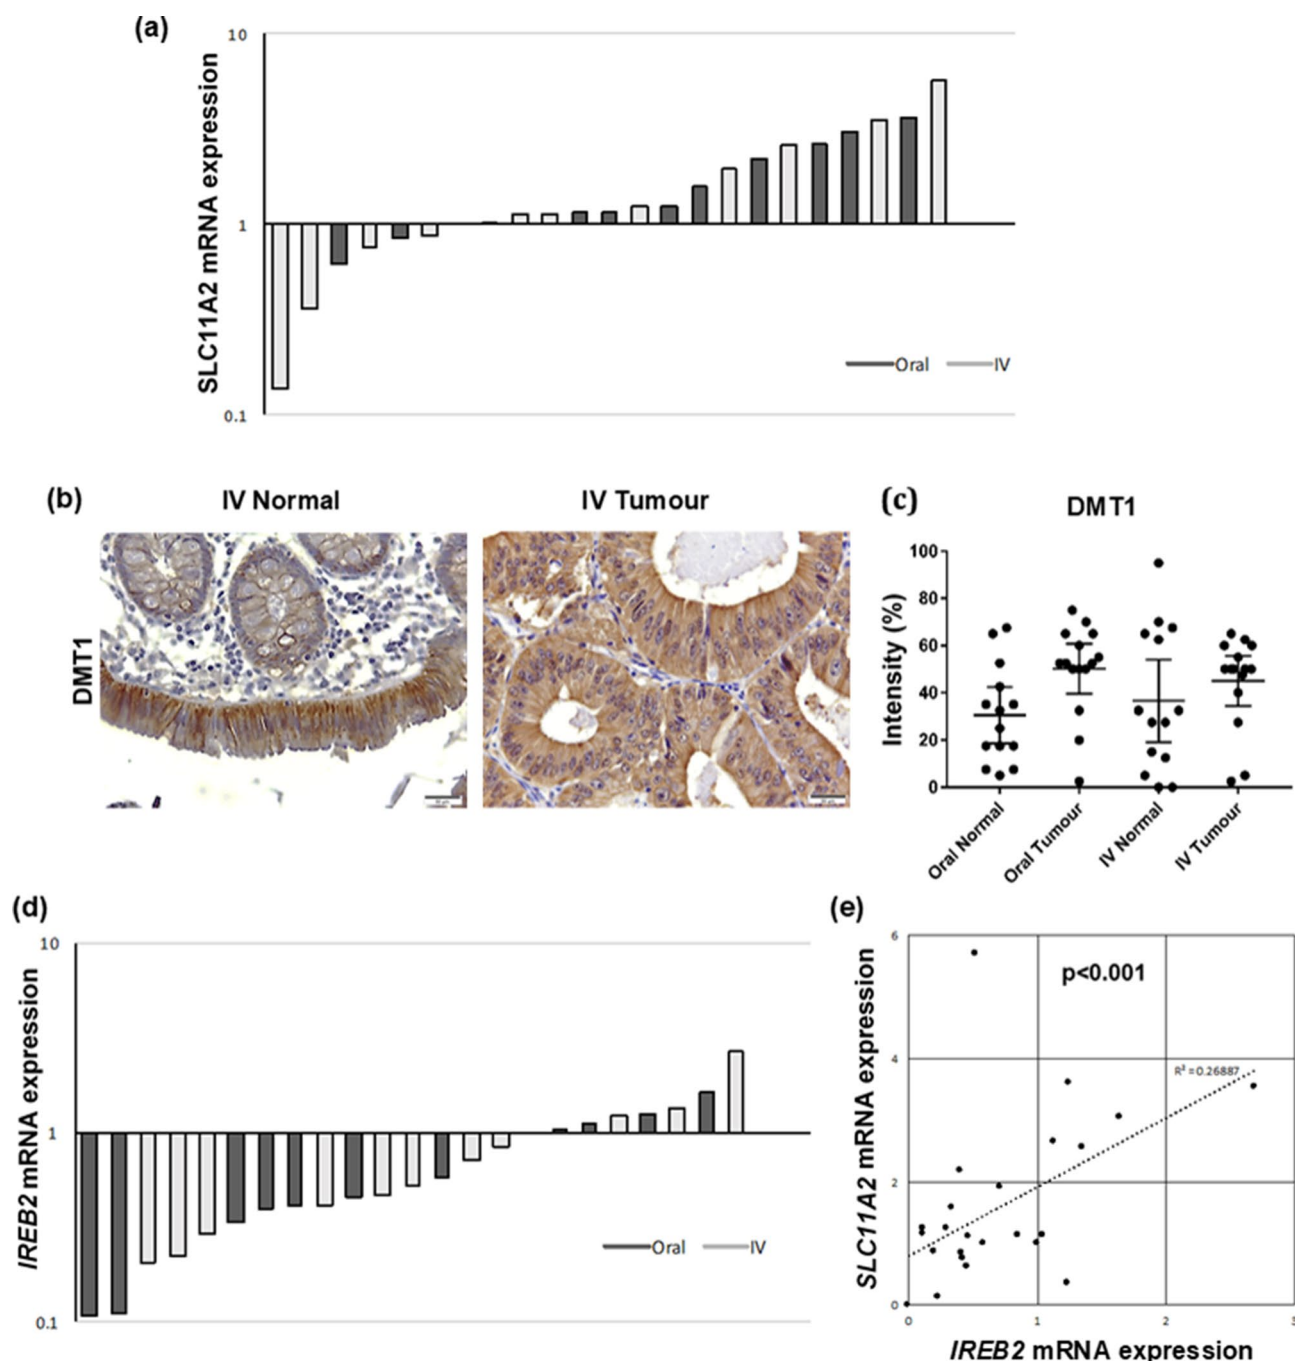 (a)
SLC11A2 mRNA expression
10
1
0.1
Oral IV
(b)
IV Normal IV Tumour
DMT1
(c)
DMT1
Intensity (%)
100
80
60
40
20
0
Oral Normal
Oral Tumour
IV Normal
IV Tumour
(d)
IREB2 mRNA expression
10
1
0.1
Oral IV
(e)
SLC11A2 mRNA expression
6
4
2
0
p<0.001
R² = 0.26887
0 1 2 3
IREB2 mRNA expression